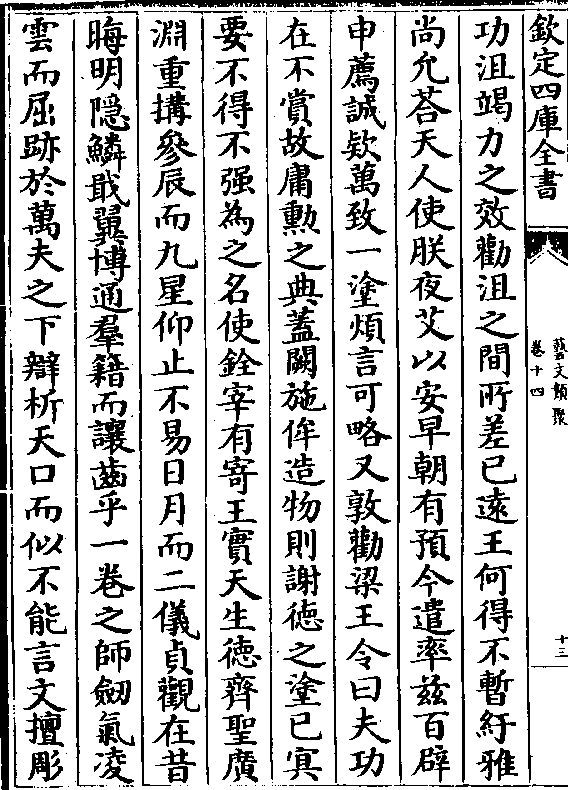 欽定四庫全書
藝文類聚
卷十四
十三
功沮竭力之效勸沮之間所差已遠王何得不暫紆雅
尚允荅天人使朕夜艾以安早朝有預今遣率兹百辟
申薦誠欵萬致一塗煩言可略又敦勸梁王令曰夫功
在不賞故庸勲之典蓋闕施侔造物則謝徳之塗已寡
要不得不强為之名使銓宰有寄王實天生徳齊聖廣
淵重搆參辰而九星仰止不易日月而二儀貞觀在昔
晦明隠鱗戢翼博通羣籍而讓齒乎一卷之師劔氣凌
雲而屈跡於萬夫之下辯析天口而似不能言文擅彫